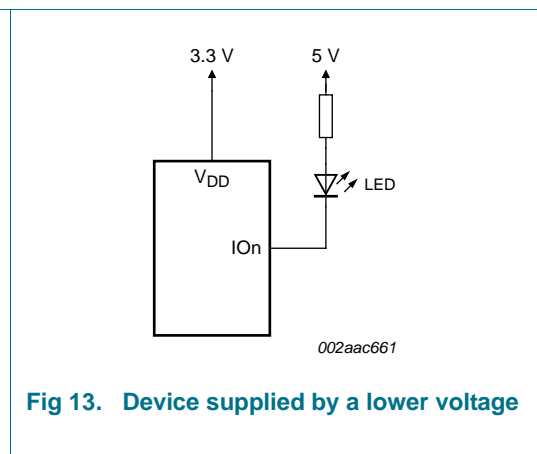 3.3 V 5 V
VDD
LED
IOn
002aac661
Fig 13. Device supplied by a lower voltage